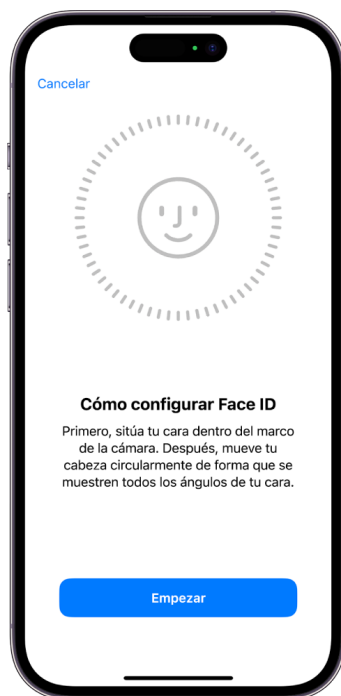 Cancelar
Cómo configurar Face ID
Primero, sitúa tu cara dentro del marco
de la cámara. Después, mueve tu
cabeza circularmente de forma que se
muestren todos los ángulos de tu cara.
Empezar